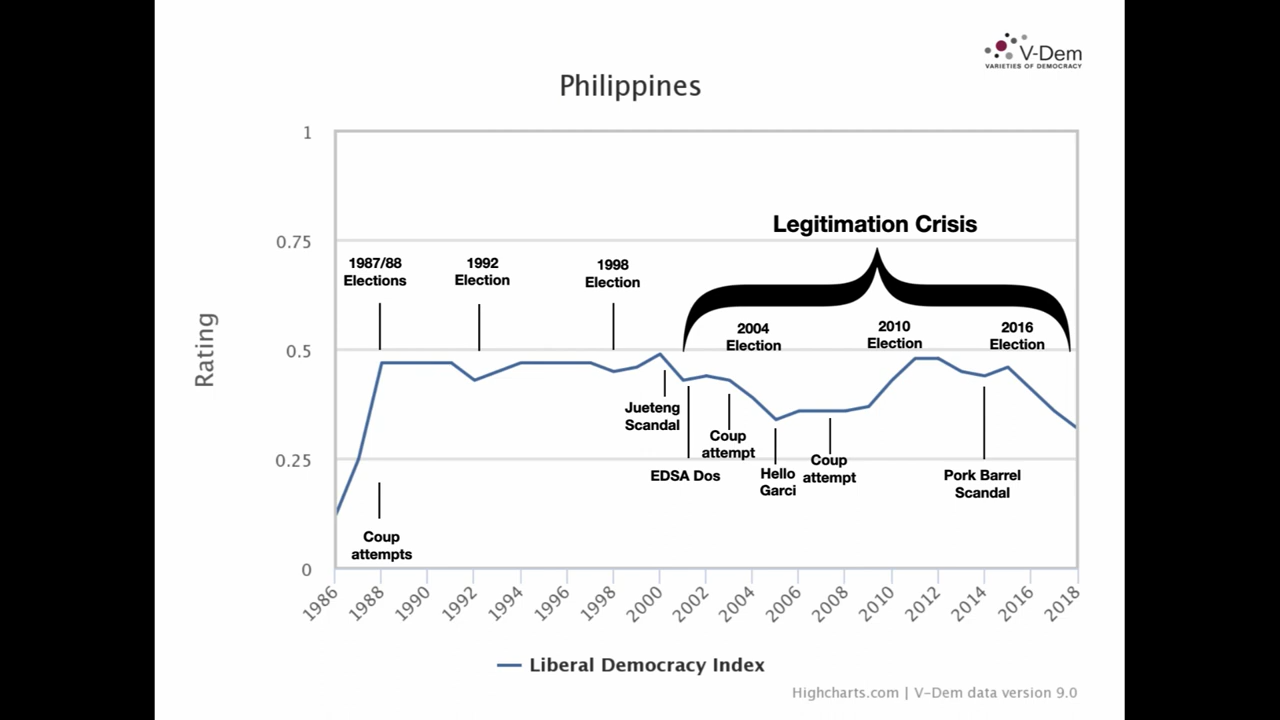 V-Dem
VARIETIES OF DEMOCRACY
Philippines
Rating
1
0.75
0.5
0.25
0
Legitimation Crisis
1987/88
Elections
1992
Election
1998
Election
2004
Election
2010
Election
2016
Election
Jueteng
Scandal
EDSA Dos
Coup
attempt
Hello
Garci
Coup
attempt
Pork Barrel
Scandal
Coup
attempts
1986
1988
1990
1992
1994
1996
1998
2000
2002
2004
2006
2008
2010
2012
2014
2016
2018
Liberal Democracy Index
Highcharts.com | V-Dem data version 9.0